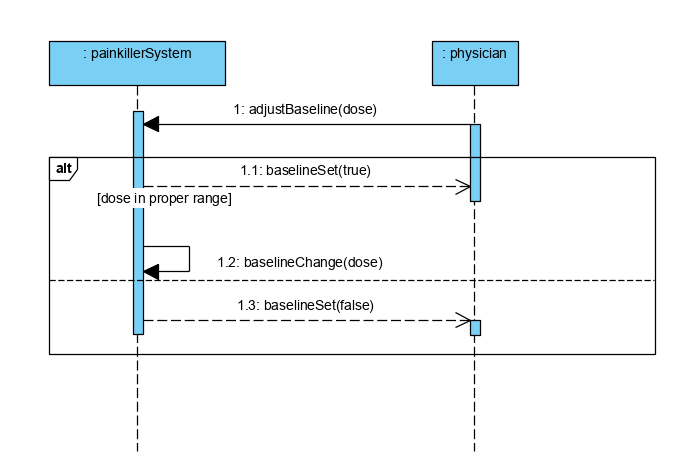 : painkillerSystem
: physician
1: adjustBaseline(dose)
alt
1.1: baselineSet(true)
[dose in proper range]
1.2: baselineChange(dose)
1.3: baselineSet(false)